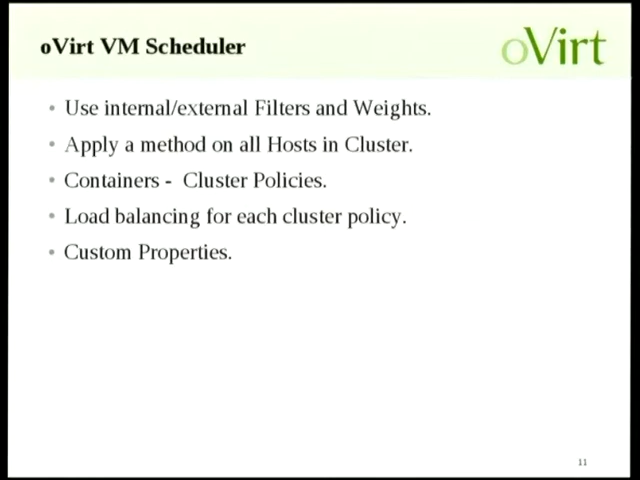 oVirt VM Scheduler
oVirt
• Use internal/external Filters and Weights.
• Apply a method on all Hosts in Cluster.
• Containers -  Cluster Policies.
• Load balancing for each cluster policy.
• Custom Properties.
11